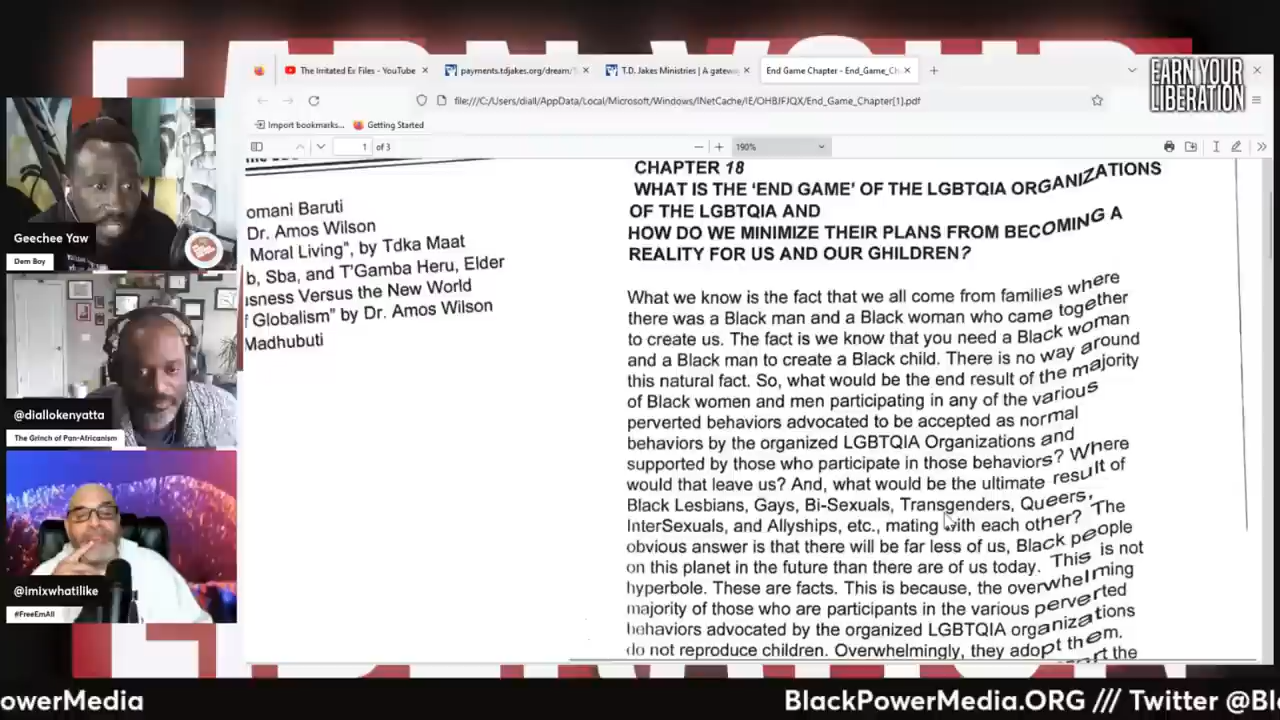 The Irritated Ex Files - YouTube
payments.tdjakes.org/dream/
T.D. Jakes Ministries | A gatew
End Game Chapter - End_Game_Ch
EARN YOUR
LIBERATION
file:///C:/Users/diall/AppData/Local/Microsoft/Windows/INetCache/IE/OHBJFJQX/End_Game_Chapter[1].pdf
Import bookmarks...
Getting Started
1 of 3
190%
omani Baruti
Dr. Amos Wilson
Moral Living", by Tdka Maat
b, Sba, and T'Gamba Heru, Elder
usness Versus the New World
f Globalism" by Dr. Amos Wilson
Madhubuti
CHAPTER 18
WHAT IS THE 'END GAME' OF THE LGBTQIA ORGANIZATIONS
OF THE LGBTQIA AND
HOW DO WE MINIMIZE THEIR PLANS FROM BECOMING A
REALITY FOR US AND OUR GHILDREN?
What we know is the fact that we all come from families where
there was a Black man and a Black woman who came together
to create us. The fact is we know that you need a Black woman
and a Black man to create a Black child. There is no way around
this natural fact. So, what would be the end result of the majority
of Black women and men participating in any of the various
perverted behaviors advocated to be accepted as normal
behaviors by the organized LGBTQIA Organizations and
supported by those who participate in those behaviors? Where
would that leave us? And, what would be the ultimate result of
Black Lesbians, Gays, Bi-Sexuals, Transgenders, Queers,
InterSexuals, and Allyships, etc., mating with each other? The
obvious answer is that there will be far less of us, Black people
on this planet in the future than there are of us today. This is not
hyperbole. These are facts. This is because, the overwhelming
majority of those who are participants in the various perverted
behaviors advocated by the organized LGBTQIA organizations
do not reproduce children. Overwhelmingly, they adopt them.
the
Geechee Yaw
Dem Boy
@diallokenyatta
The Grinch of Pan-Africanism
@imixwhatilike
#FreeEmAll
PowerMedia
BlackPowerMedia.ORG /// Twitter @Bl